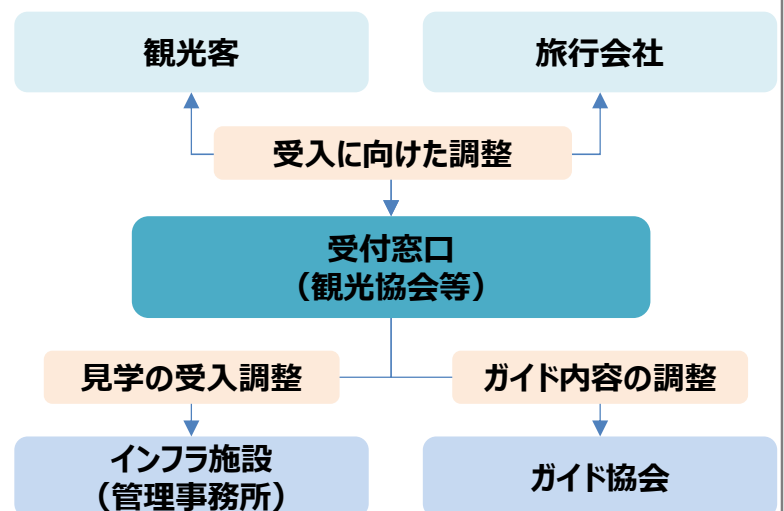 観光客
旅行会社
受入に向けた調整
受付窓口
（観光協会等）
見学の受入調整
ガイド内容の調整
インフラ施設
（管理事務所）
ガイド協会